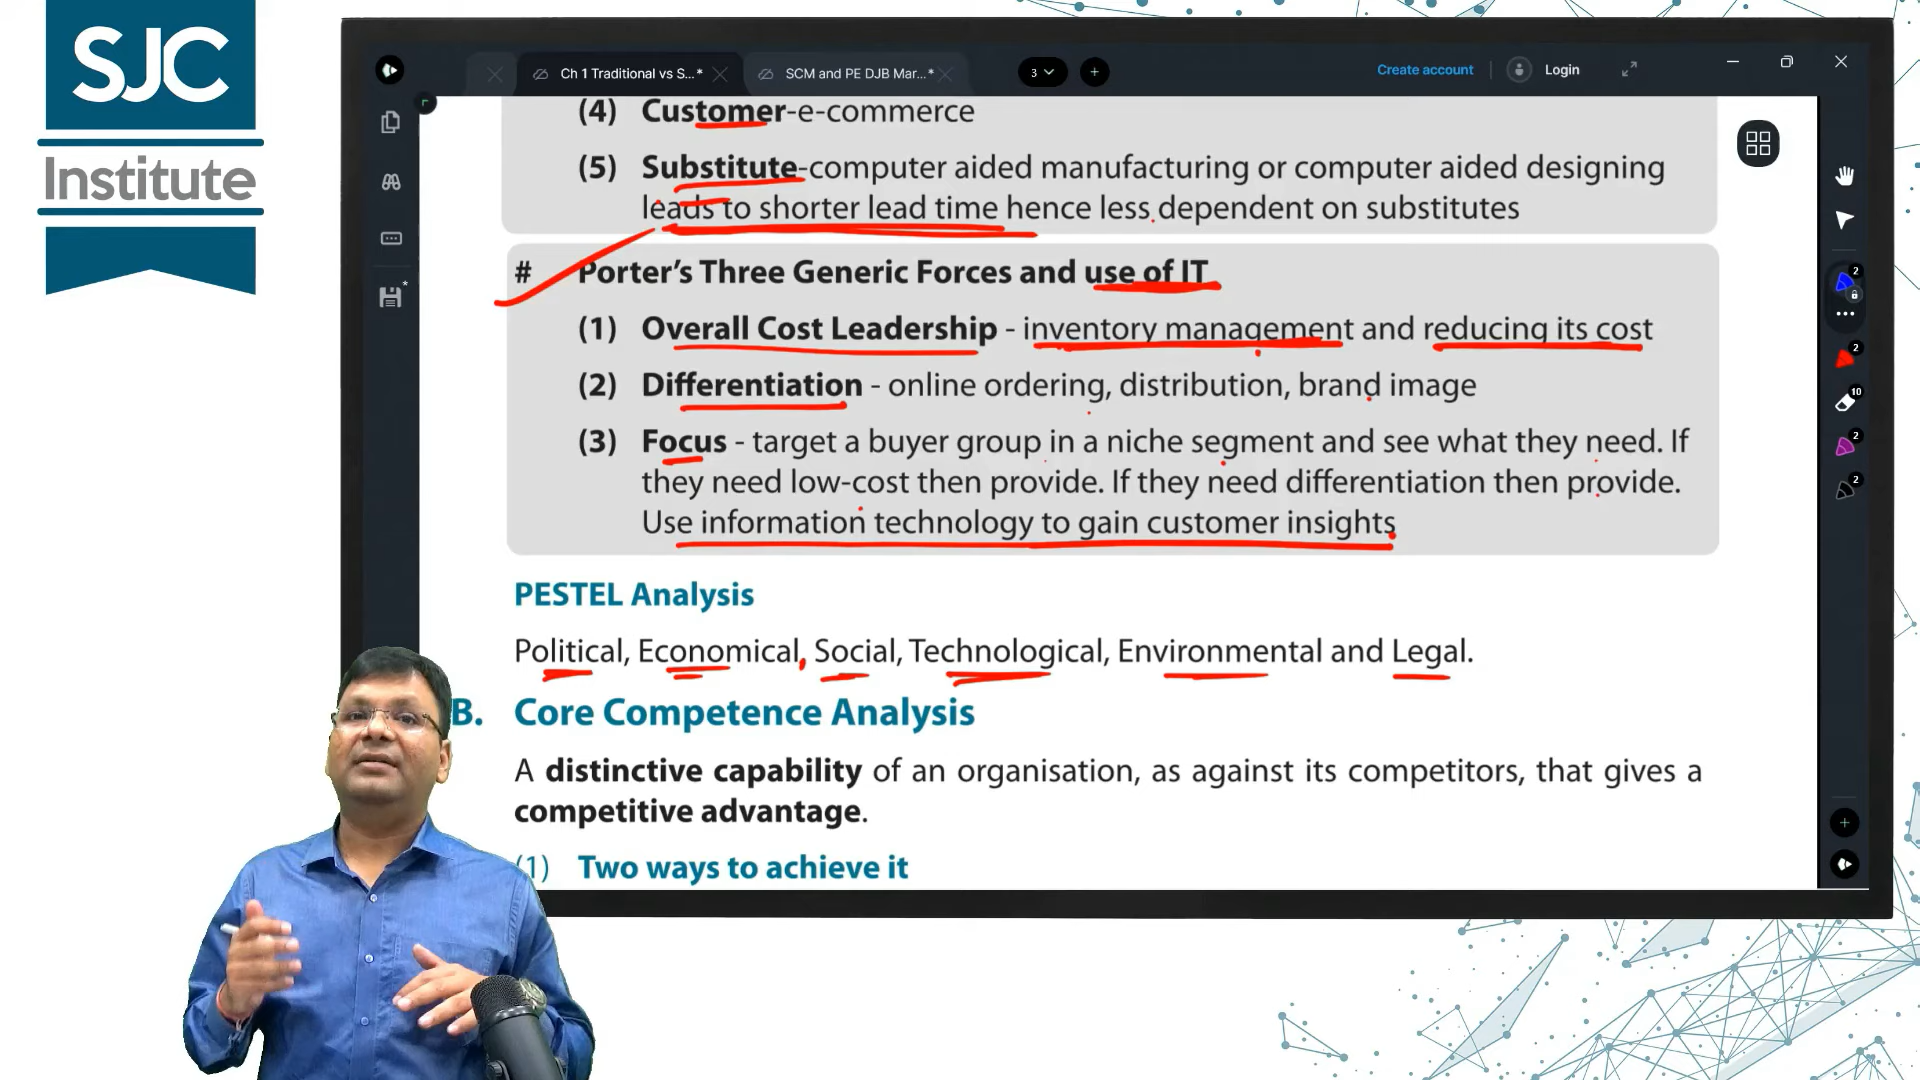 SJC
Institute
Ch 1 Traditional vs S...*
SCM and PE DJB Mar...*
3
Create account
Login
(4) Customer-e-commerce
(5) Substitute-computer aided manufacturing or computer aided designing
leads to shorter lead time hence less dependent on substitutes
# Porter's Three Generic Forces and use of IT
(1) Overall Cost Leadership - inventory management and reducing its cost
(2) Differentiation - online ordering, distribution, brand image
(3) Focus - target a buyer group in a niche segment and see what they need. If
they need low-cost then provide. If they need differentiation then provide.
Use information technology to gain customer insights
PESTEL Analysis
Political, Economical, Social, Technological, Environmental and Legal.
B. Core Competence Analysis
A distinctive capability of an organisation, as against its competitors, that gives a
competitive advantage.
(1) Two ways to achieve it
2
2
10
2
2